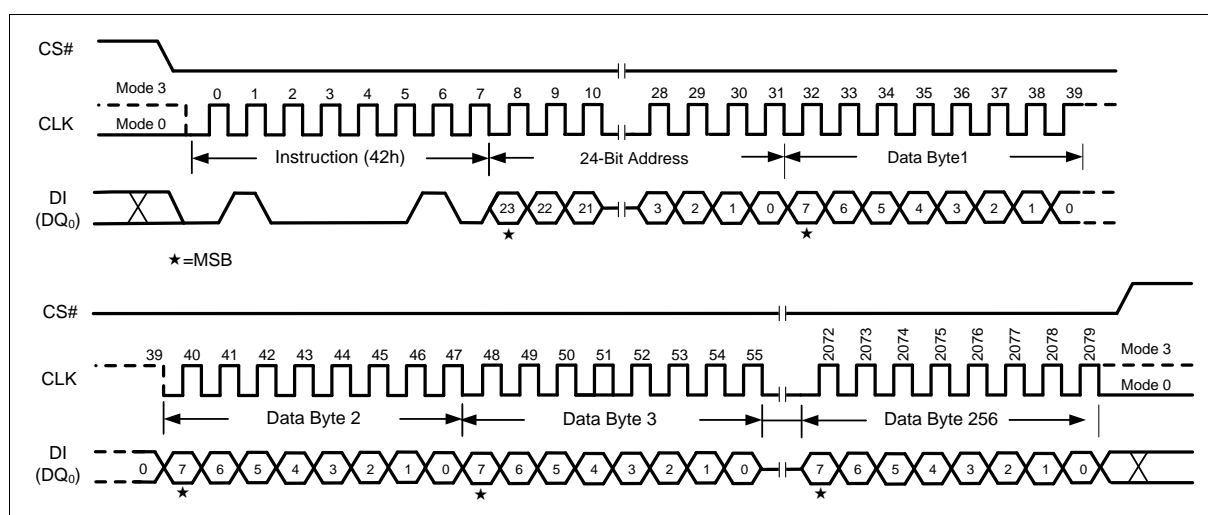 CS#
Mode 3
0 1 2 3 4 5 6 7 8 9 10 28 29 30 31 32 33 34 35 36 37 38 39
CLK
Mode 0
Instruction (42h) 24-Bit Address Data Byte1
DI
(DQ₀)
23 22 21 3 2 1 0 7 6 5 4 3 2 1 0
★ ★
★=MSB
CS#
39 40 41 42 43 44 45 46 47 48 49 50 51 52 53 54 55 2072 2073 2074 2075 2076 2077 2078 2079
Mode 3
CLK
Mode 0
Data Byte 2 Data Byte 3 Data Byte 256
DI
(DQ₀)
0 7 6 5 4 3 2 1 0 7 6 5 4 3 2 1 0 7 6 5 4 3 2 1 0
★ ★ ★